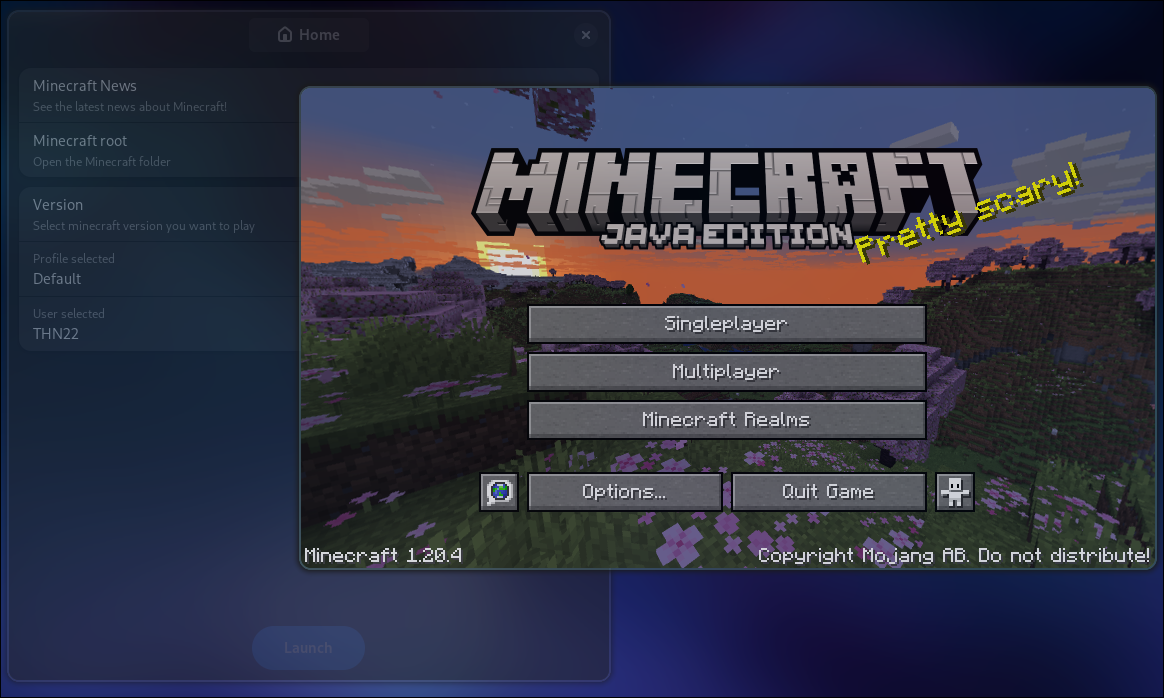 Home
Minecraft News
See the latest news about Minecraft!
Minecraft root
Open the Minecraft folder
Version
Select minecraft version you want to play
Profile selected
Default
User selected
THN22
Launch
MINECRAFT
JAVA EDITION
Pretty scary!
Singleplayer
Multiplayer
Minecraft Realms
Options...
Quit Game
Minecraft 1.20.4
Copyright Mojang AB. Do not distribute!